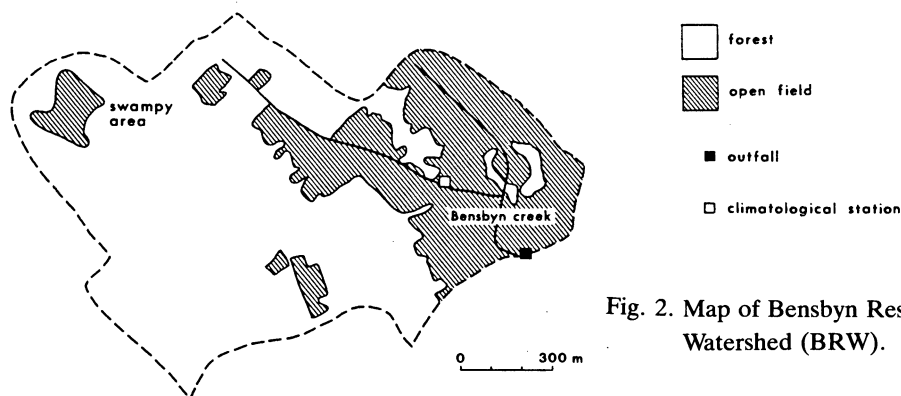 forest
open field
outfall
climatological station
swampy
area
Bensbyn creek
0 300 m
Fig. 2. Map of Bensbyn Res
Watershed (BRW).